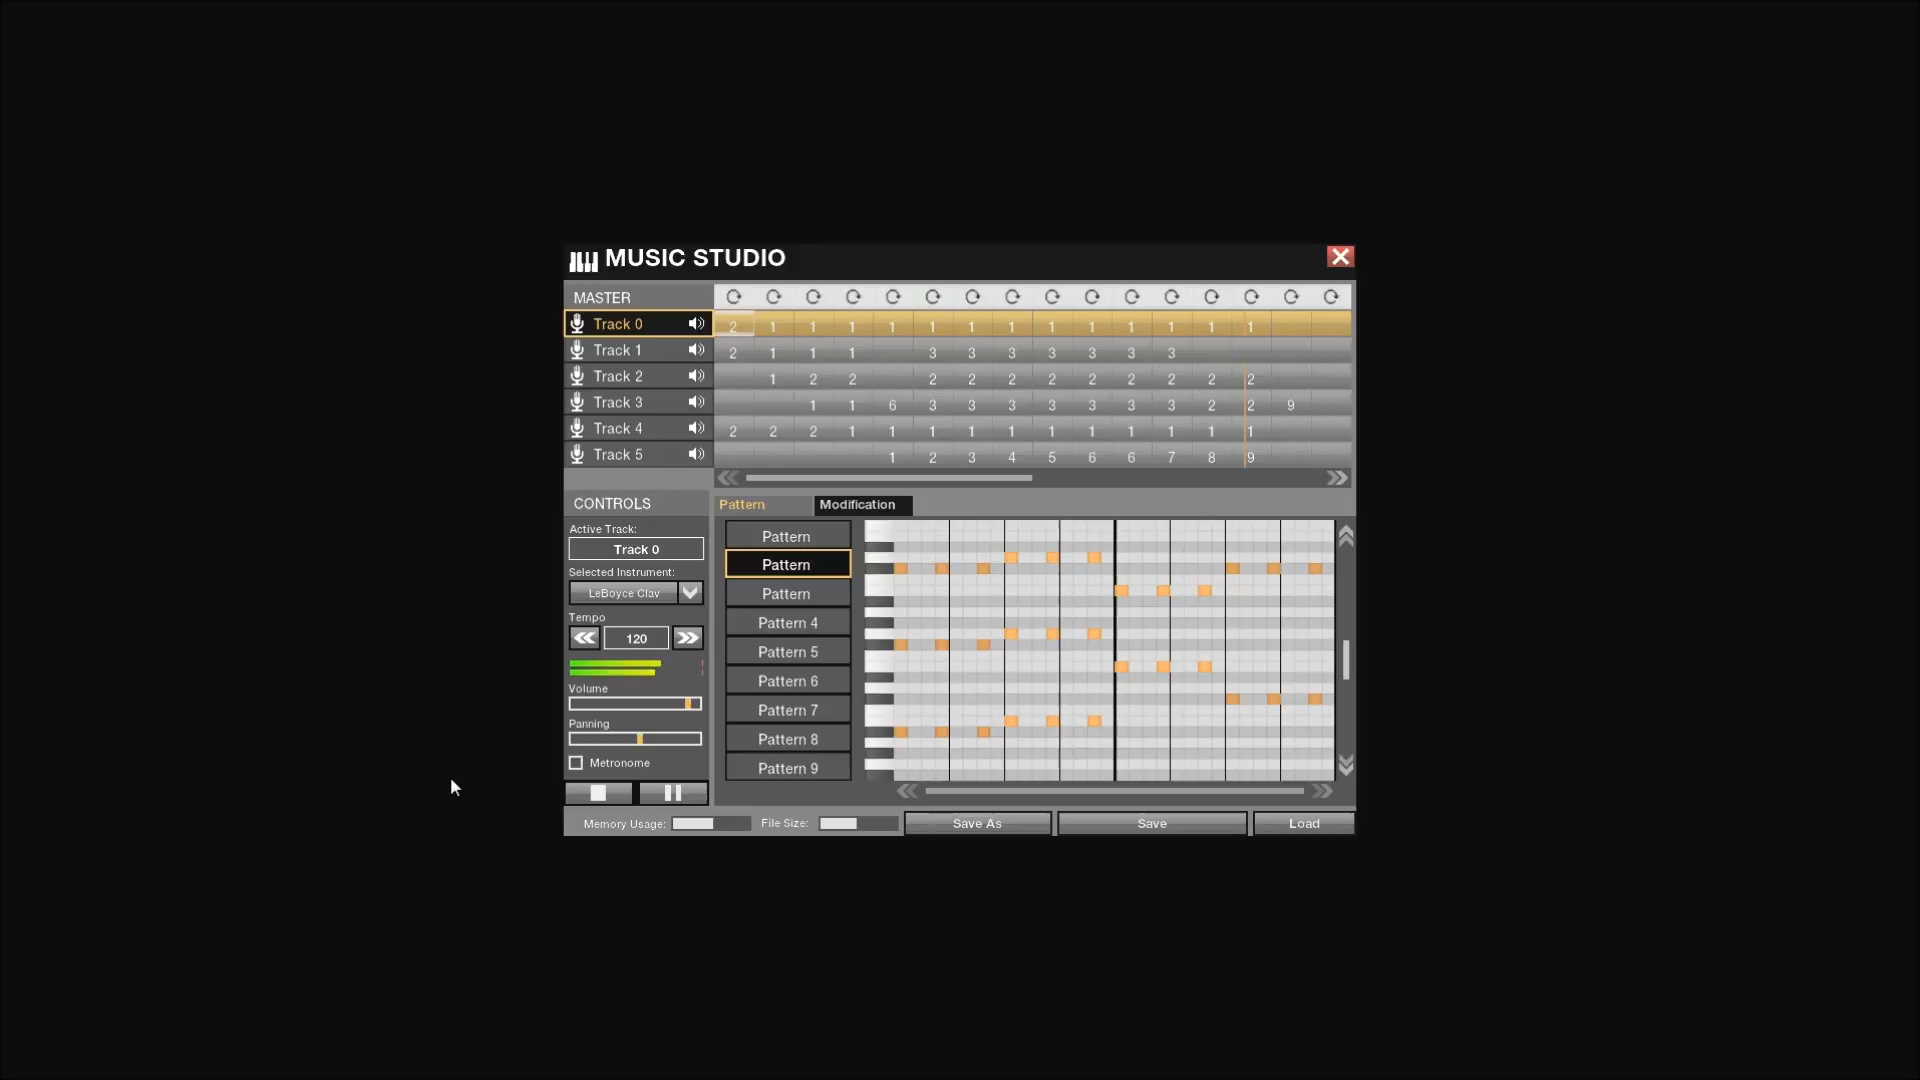 MUSIC STUDIO
MASTER
Track 0 2 1 1 1 1 1 1 1 1 1 1 1 1 1
Track 1 2 1 1 1 3 3 3 3 3 3 3
Track 2 1 2 2 2 2 2 2 2 2 2 2 2
Track 3 1 1 6 3 3 3 3 3 3 3 2 2 9
Track 4 2 2 2 1 1 1 1 1 1 1 1 1 1 1
Track 5 1 2 3 4 5 6 6 7 8 9
CONTROLS
Active Track:
Track 0
Selected Instrument:
LeBoyce Clav
Tempo
120
Volume
Panning
Metronome
Pattern Modification
Pattern
Pattern
Pattern
Pattern 4
Pattern 5
Pattern 6
Pattern 7
Pattern 8
Pattern 9
Memory Usage: File Size: Save As Save Load